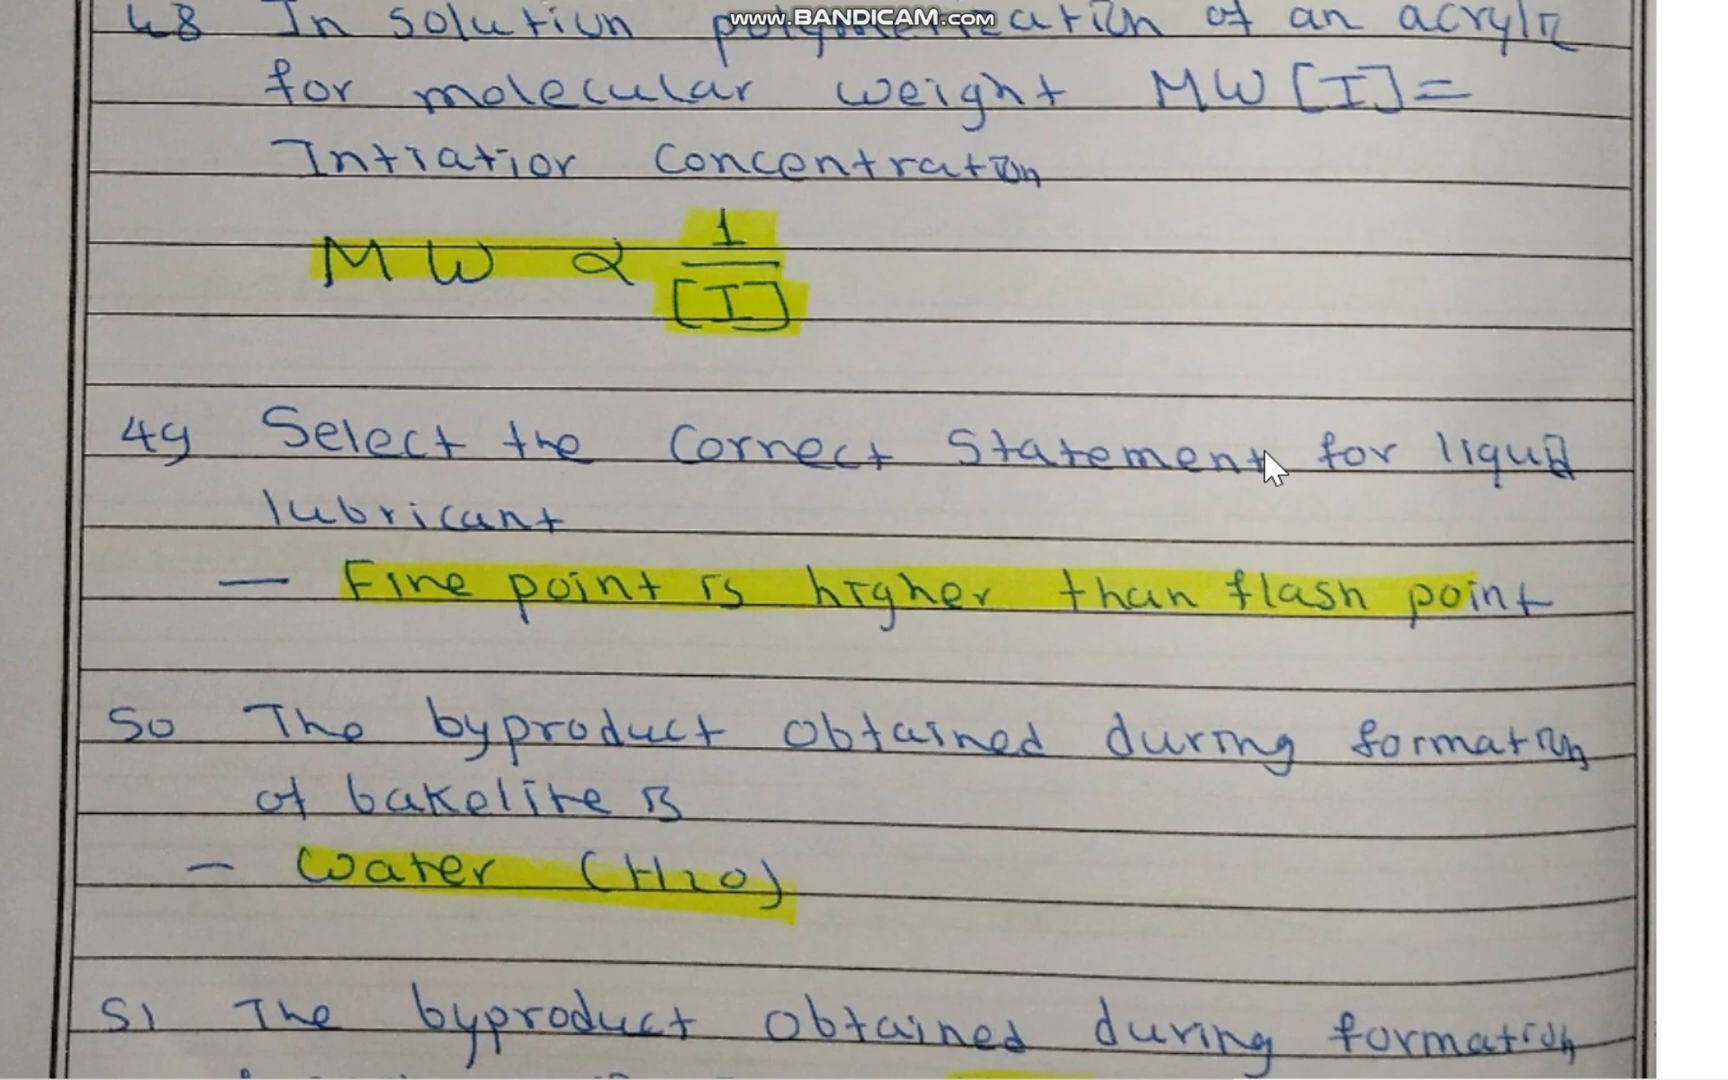 www.BANDICAM.com
48 In solution polymerization of an acrylic
for molecular weight MW [I]=
Intiatior Concentration
MW ∝ 1/[I]
49 Select the Correct Statement for liquid
lubricant
— Fire point is higher than flash point
50 The byproduct obtained during formation
of bakelite is
- Water (H2O)
51 The byproduct obtained during formation